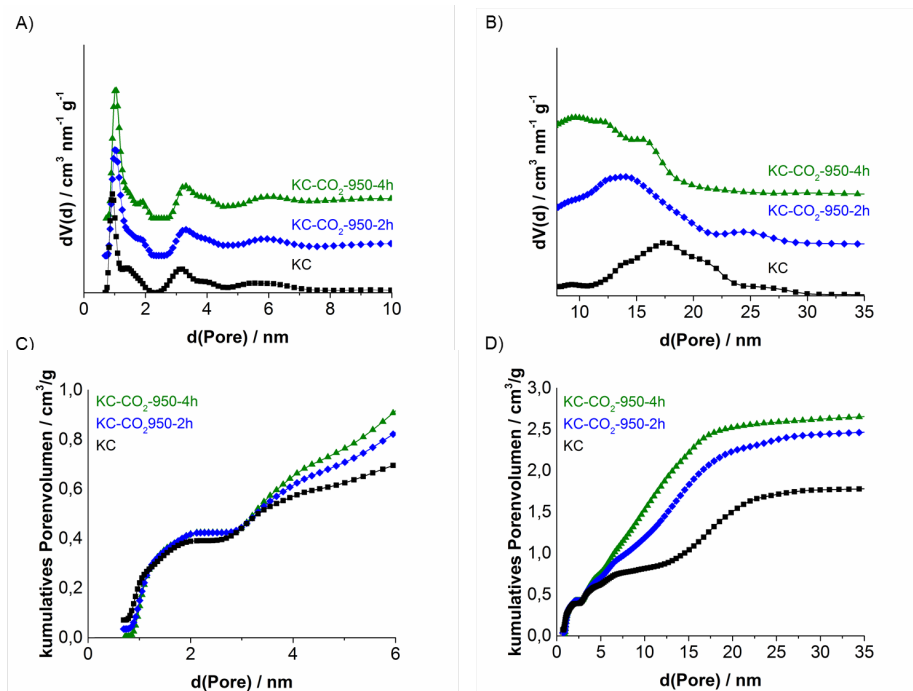 A)
dV(d) / cm³ nm⁻¹ g⁻¹
KC-CO₂-950-4h
KC-CO₂-950-2h
KC
0 2 4 6 8 10
d(Pore) / nm
B)
dV(d) / cm³ nm⁻¹ g⁻¹
KC-CO₂-950-4h
KC-CO₂-950-2h
KC
10 15 20 25 30 35
d(Pore) / nm
C)
kumulatives Porenvolumen / cm³/g
1,0
0,8
0,6
0,4
0,2
0,0
KC-CO₂-950-4h
KC-CO₂950-2h
KC
0 2 4 6
d(Pore) / nm
D)
kumulatives Porenvolumen / cm³/g
3,0
2,5
2,0
1,5
1,0
0,5
0,0
KC-CO₂-950-4h
KC-CO₂-950-2h
KC
0 5 10 15 20 25 30 35
d(Pore) / nm